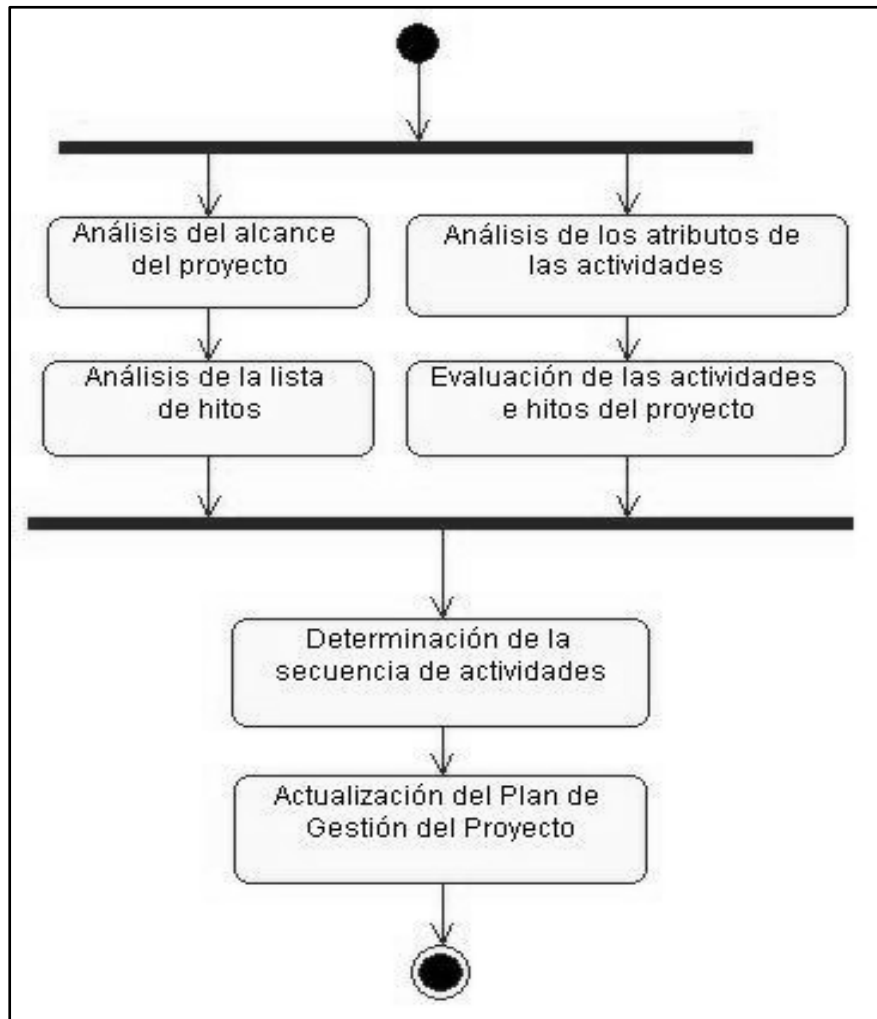 Análisis del alcance
del proyecto
Análisis de los atributos de
las actividades
Análisis de la lista
de hitos
Evaluación de las actividades
e hitos del proyecto
Determinación de la
secuencia de actividades
Actualización del Plan de
Gestión del Proyecto